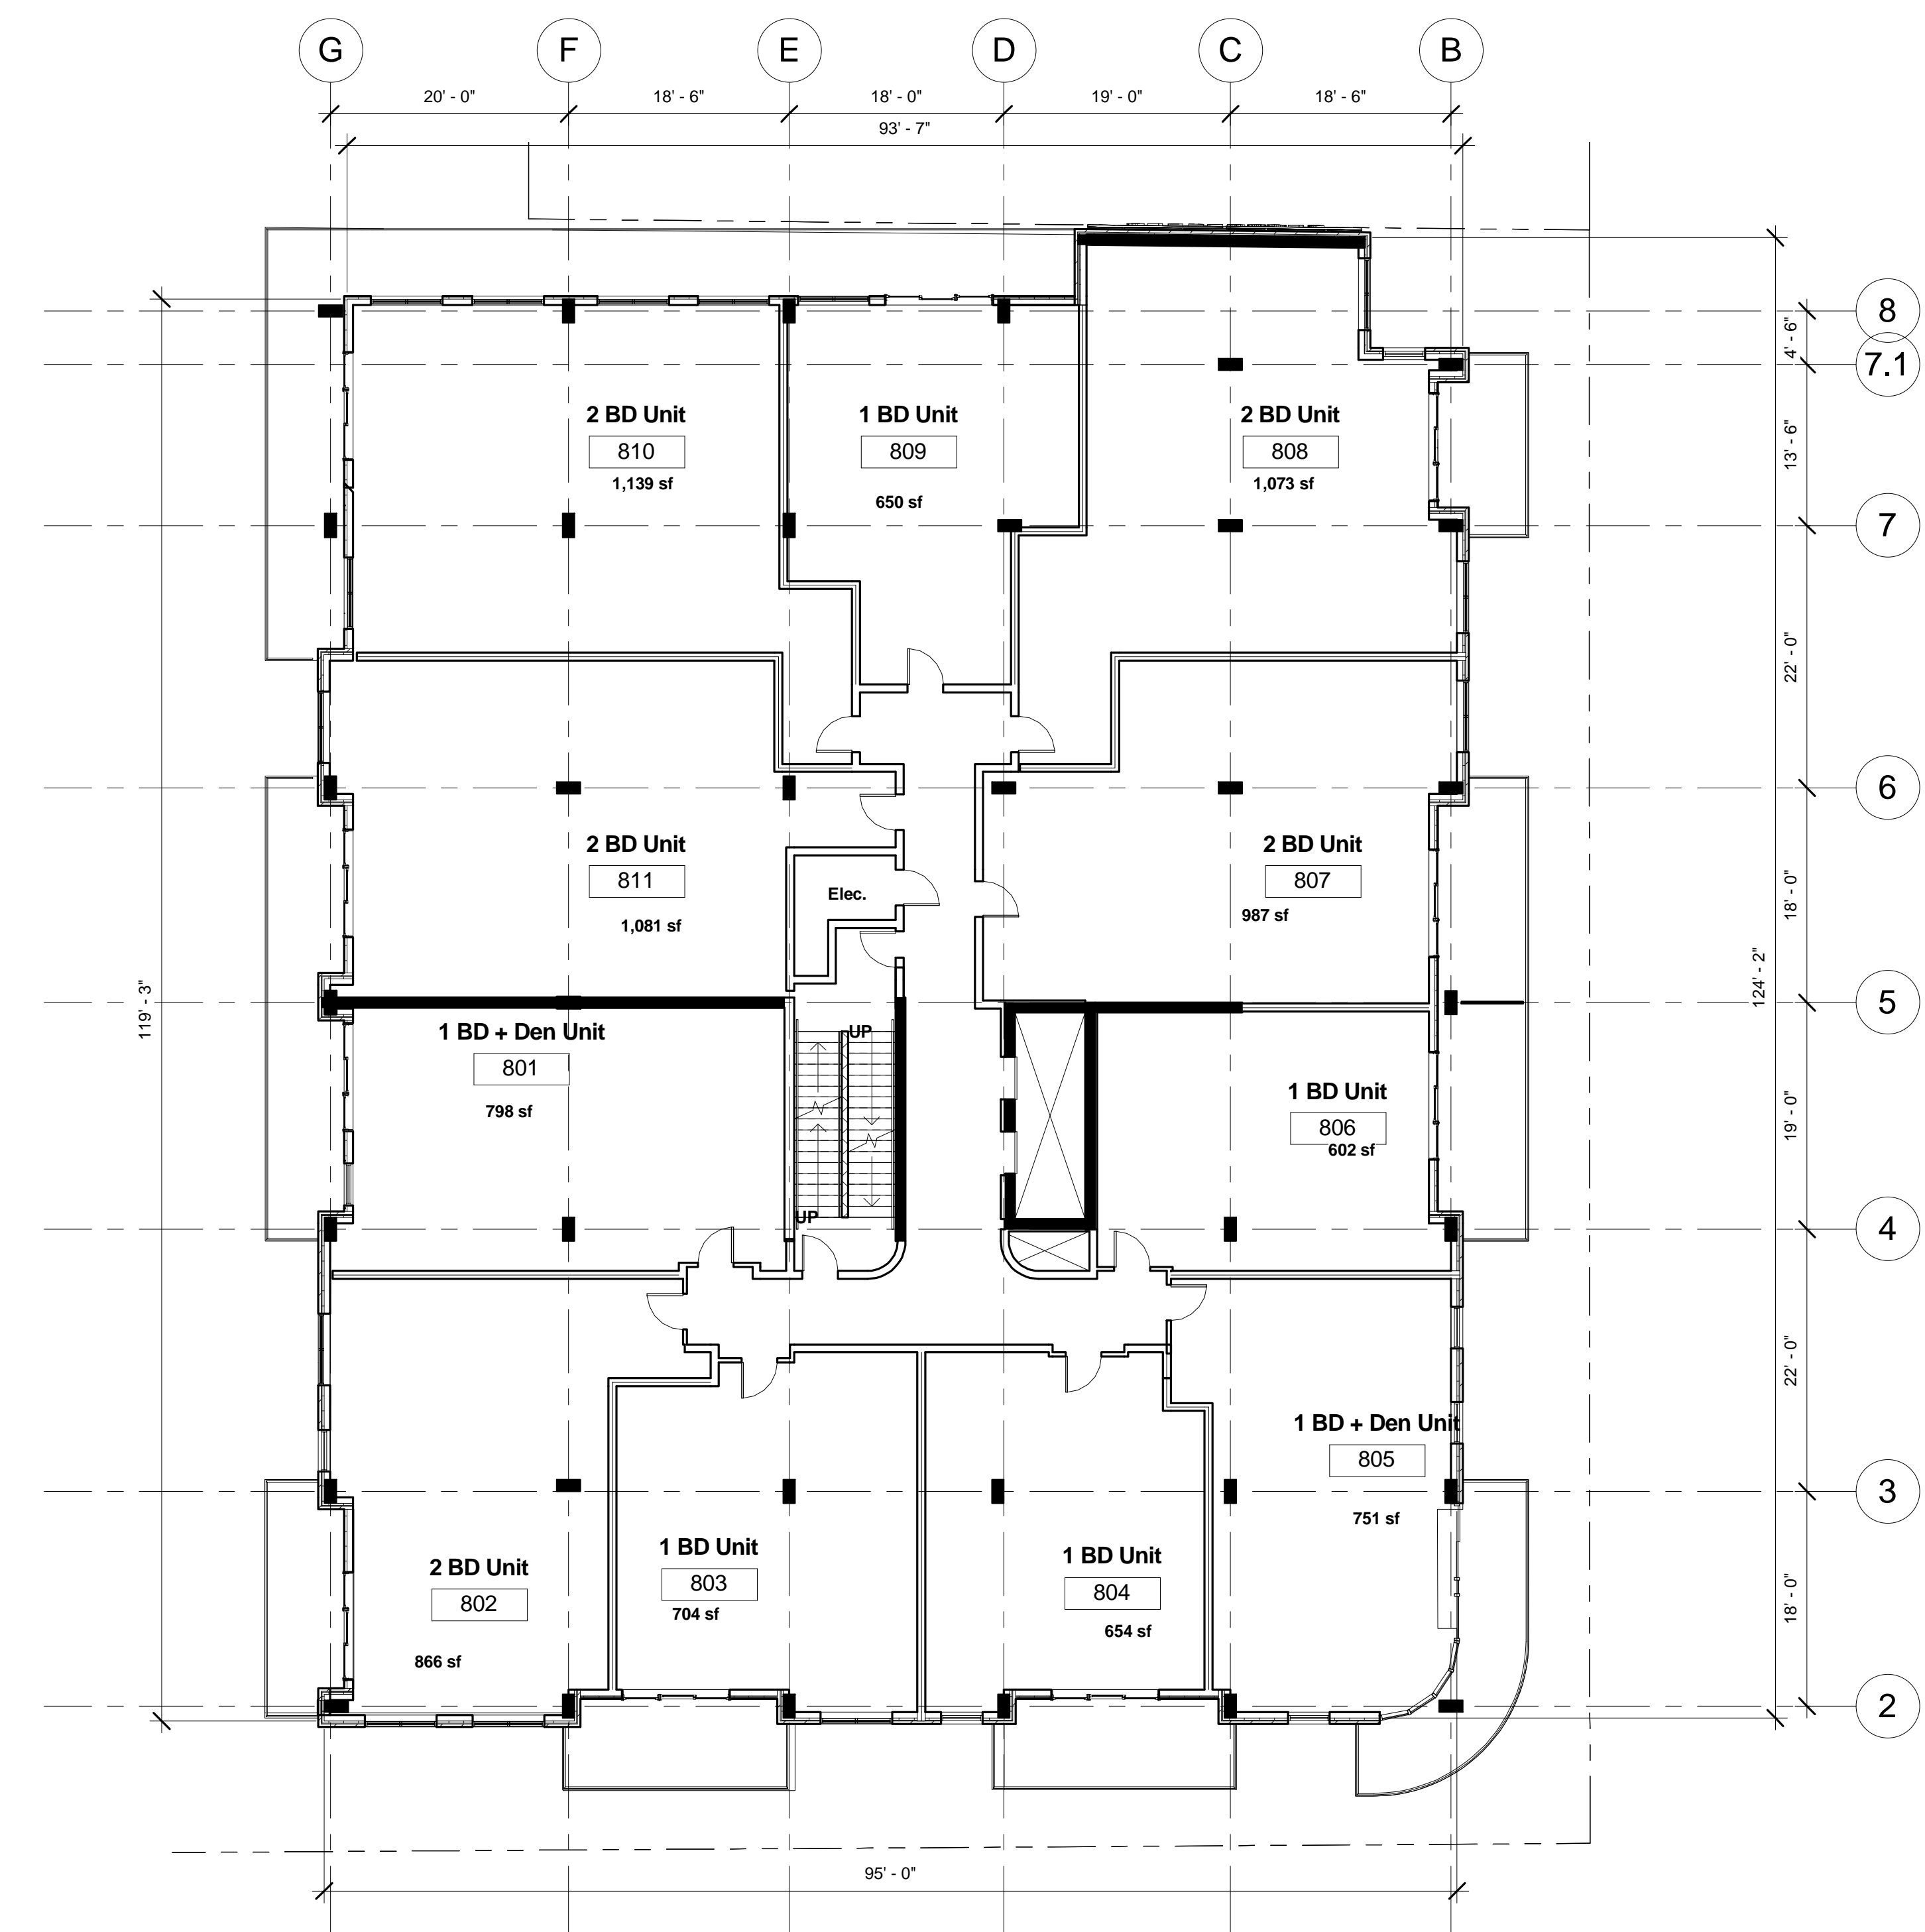 G
F
E
D
C
B
20' - 0"
18' - 6"
18' - 0"
19' - 0"
18' - 6"
93' - 7"
8
4' - 6"
7.1
2 BD Unit
810
1,139 sf
1 BD Unit
809
650 sf
2 BD Unit
808
1,073 sf
13' - 6"
7
22' - 0"
6
2 BD Unit
811
1,081 sf
Elec.
2 BD Unit
807
987 sf
18' - 0"
119' - 3"
124' - 2"
5
1 BD + Den Unit
801
798 sf
UP
UP
1 BD Unit
806
602 sf
19' - 0"
4
22' - 0"
1 BD + Den Unit
805
751 sf
3
2 BD Unit
802
866 sf
1 BD Unit
803
704 sf
1 BD Unit
804
654 sf
18' - 0"
2
95' - 0"